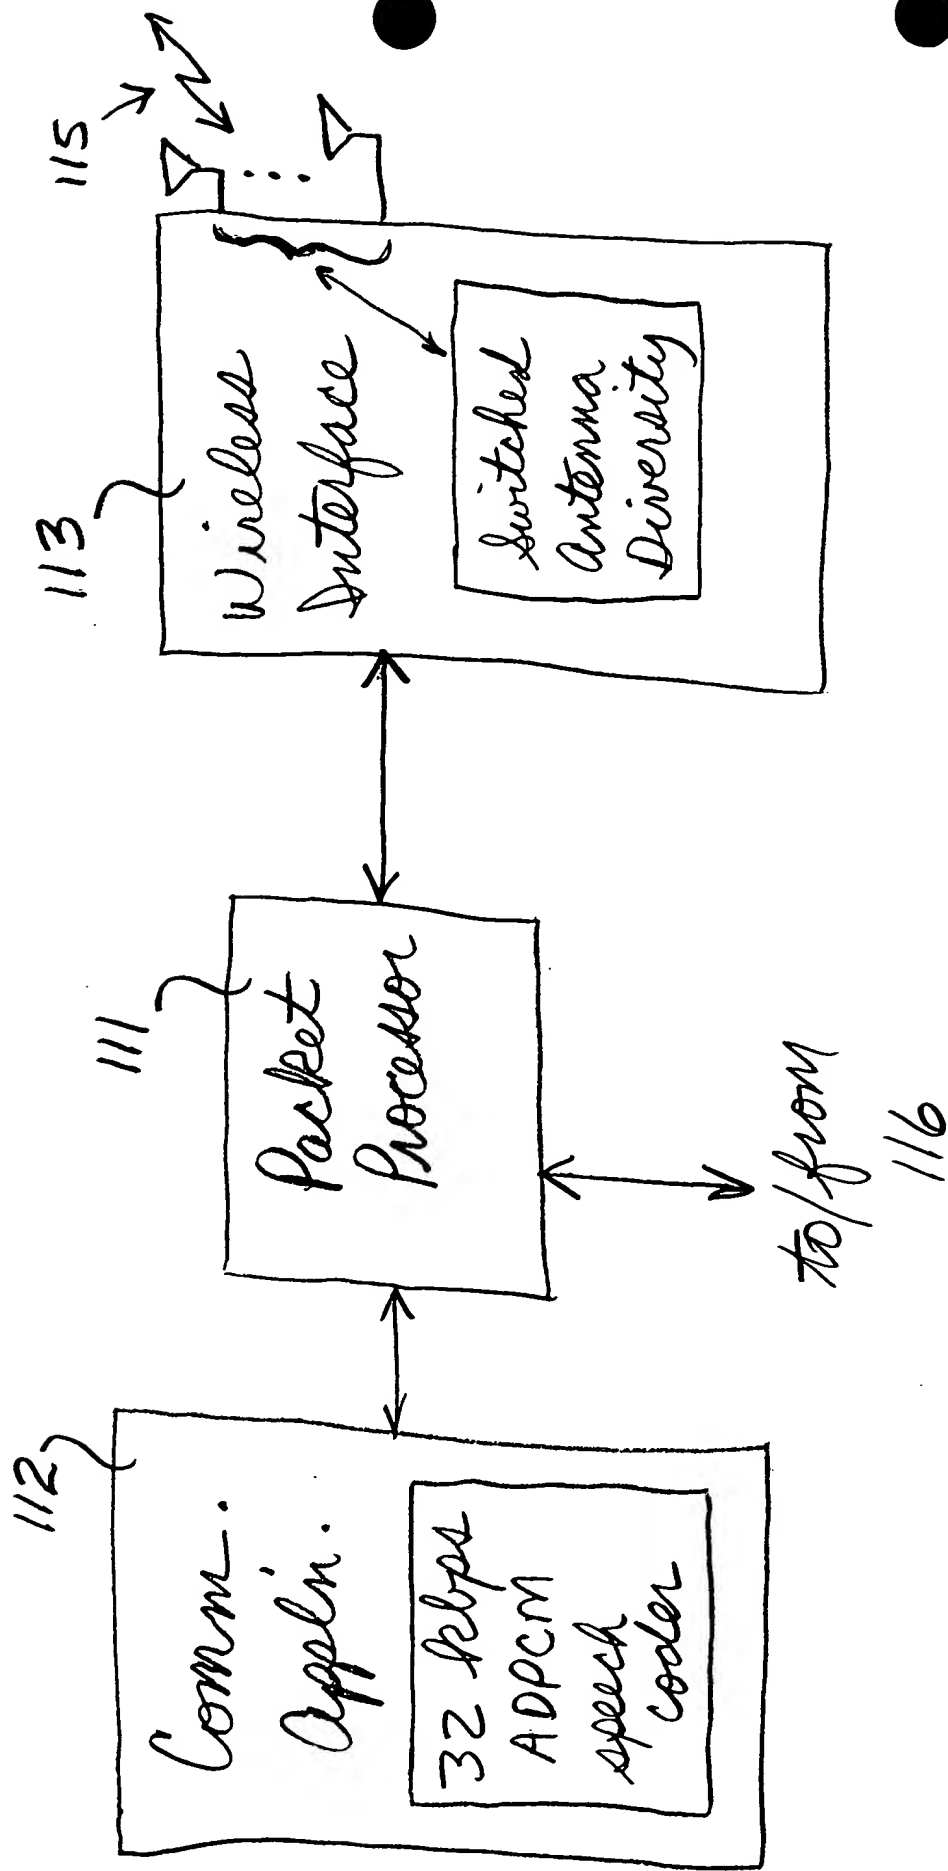 112
Comm.
Appl'n.
32 kbps
ADPCM
speech
coder
111
Packet
Processor
to/from
116
113
Wireless
Interface
Switched
Antenna
Diversity
115